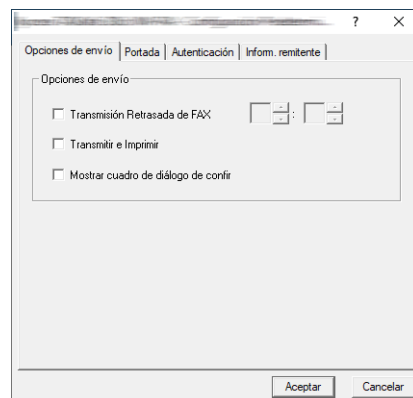 ?
Opciones de envío Portada Autenticación Inform. remitente
Opciones de envío
Transmisión Retrasada de FAX :
Transmitir e Imprimir
Mostrar cuadro de diálogo de confir
Aceptar Cancelar